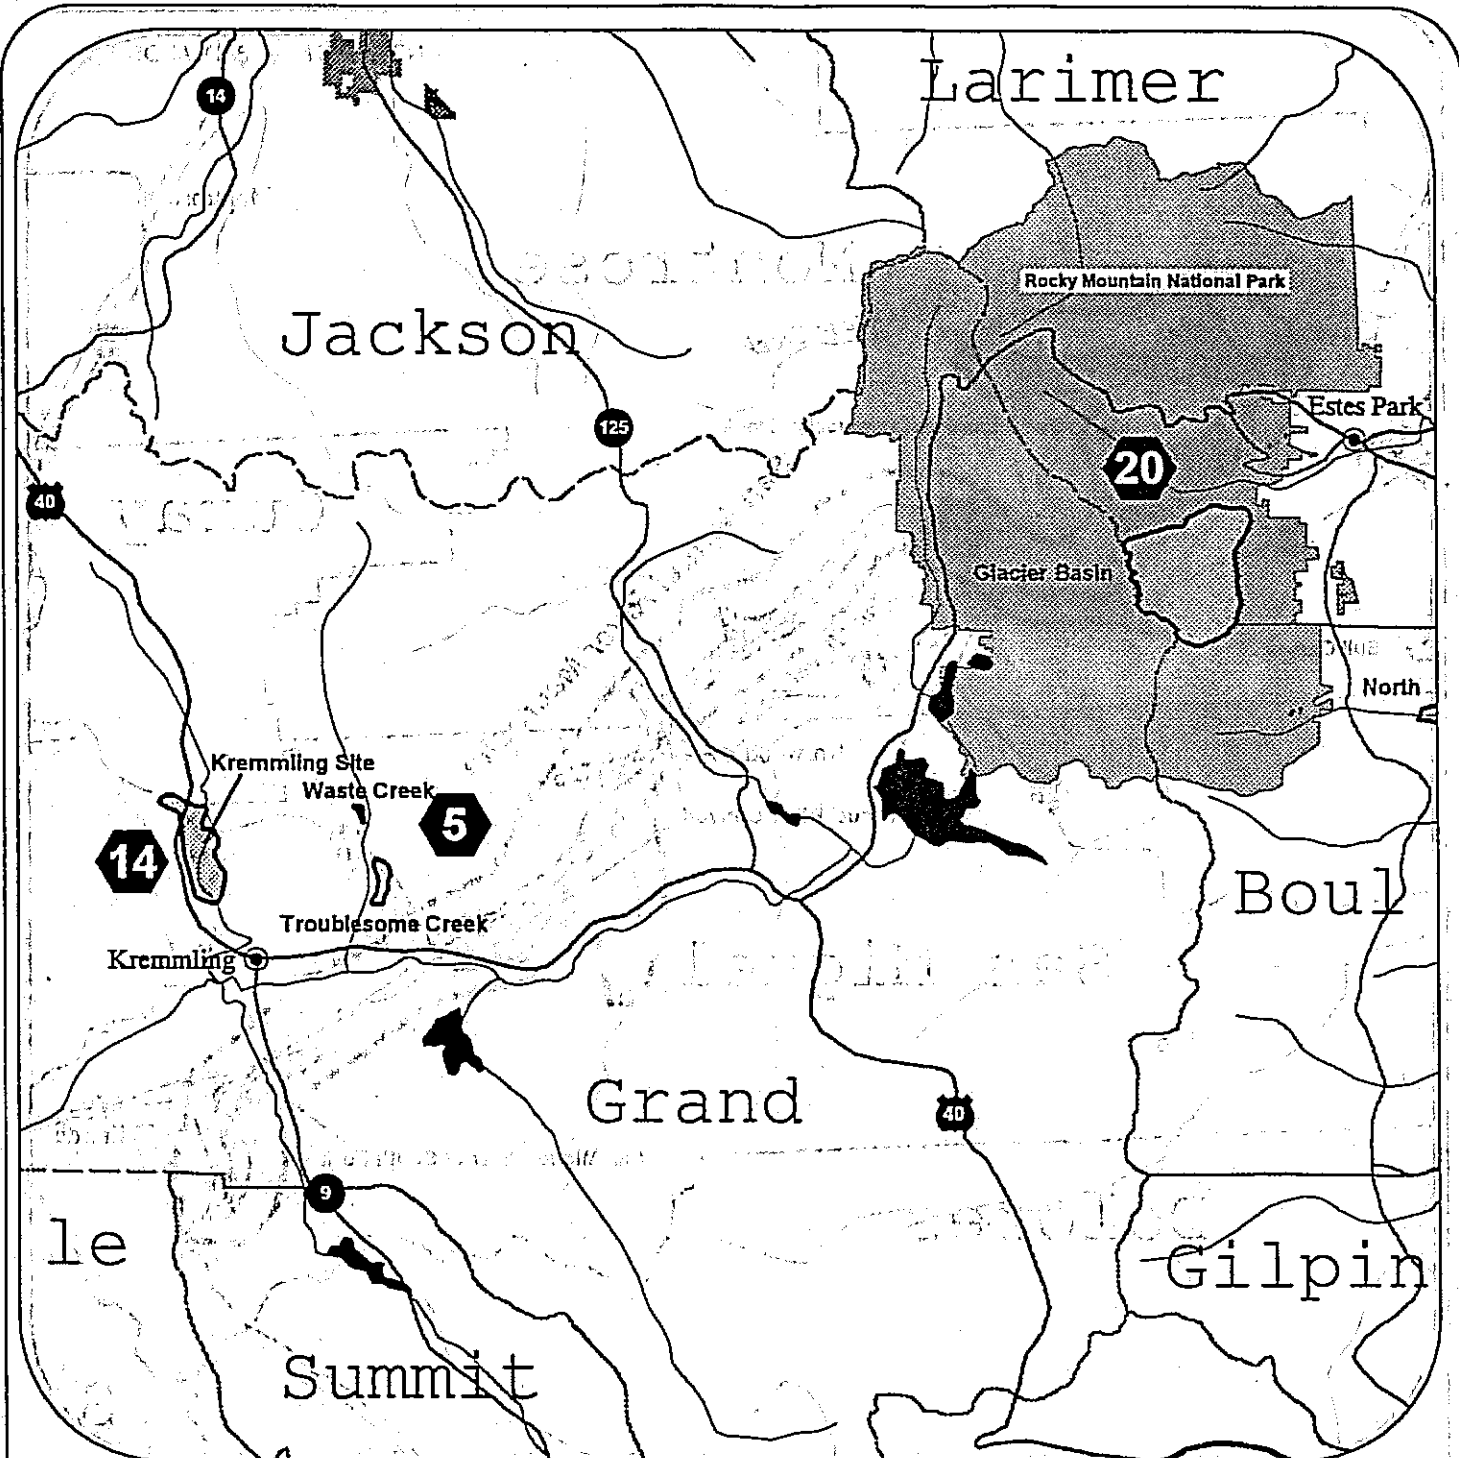 Larimer
14
Rocky Mountain National Park
Jackson
Estes Park
125
20
40
Glacier Basin
North
Kremmling Site
Waste Creek
5
14
Boul
Troublesome Creek
Kremmling
Grand
40
9
le
Gilpin
Summit